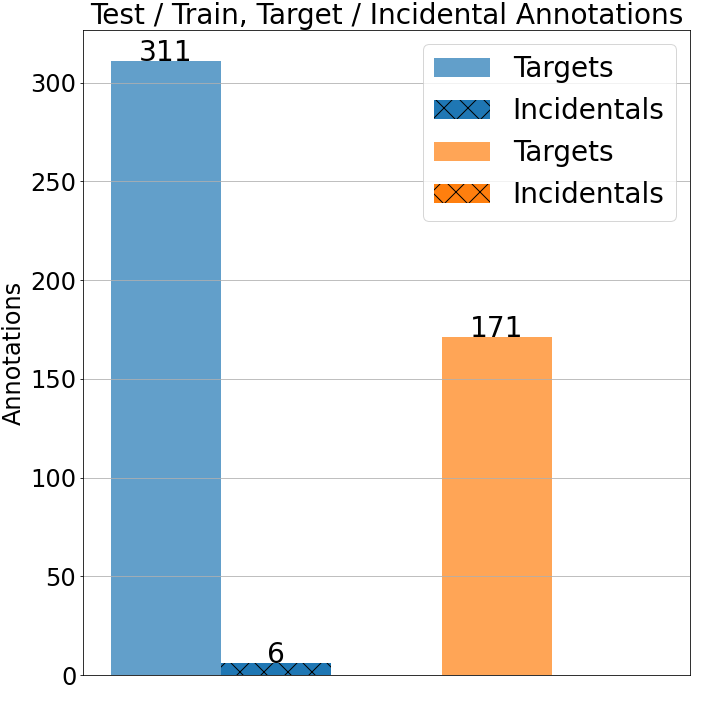 Test / Train, Target / Incidental Annotations
311
Targets
300
Incidentals
Targets
250
Incidentals
200
171
Annotations
150
100
50
6
0